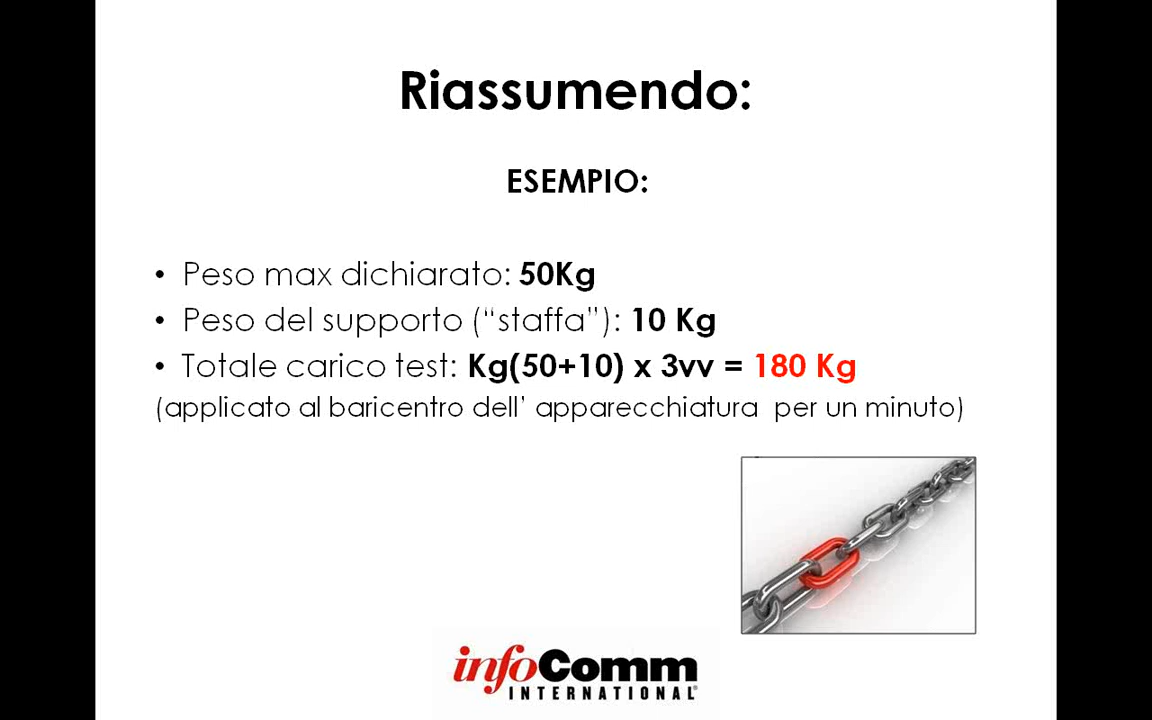 Riassumendo:
ESEMPIO:
• Peso max dichiarato: 50Kg
• Peso del supporto (“staffa”): 10 Kg
• Totale carico test: Kg(50+10) x 3vv = 180 Kg
(applicato al baricentro dell’ apparecchiatura  per un minuto)
infoComm
INTERNATIONAL®